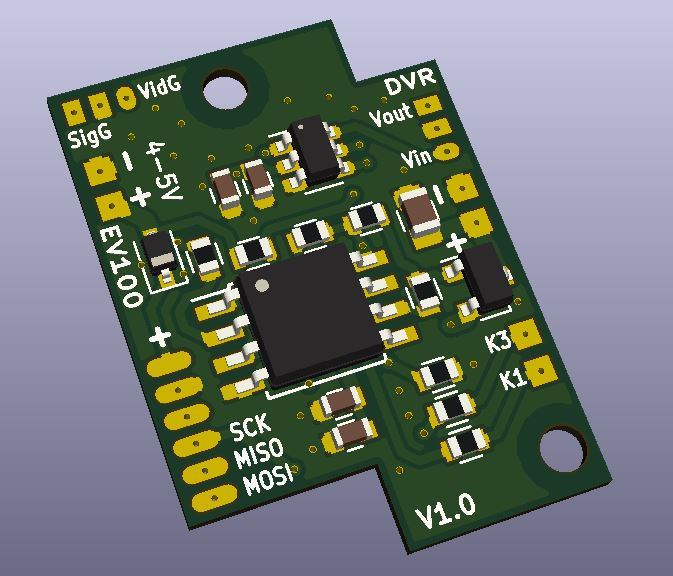 VidG
SigG
DVR
Vout
Vin
-
+
4-5V
EV100
-
+
+
K3
K1
SCK
MISO
MOSI
V1.0